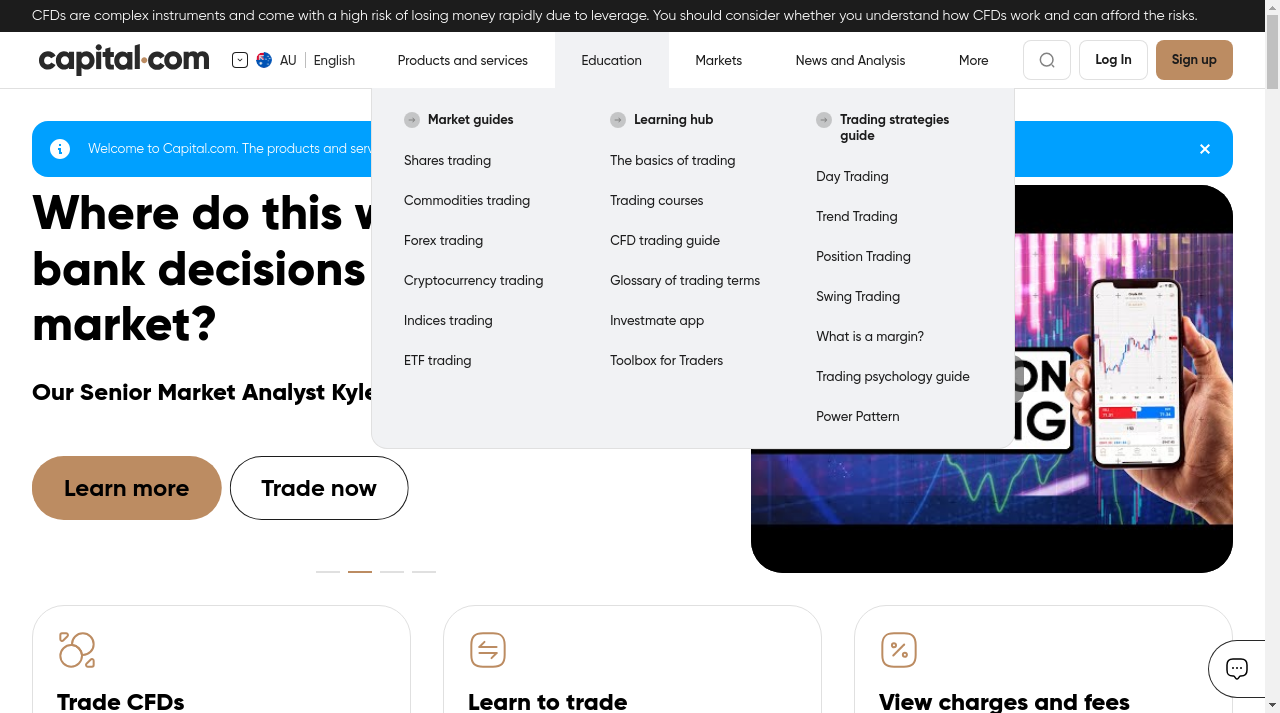 CFDs are complex instruments and come with a high risk of losing money rapidly due to leverage. You should consider whether you understand how CFDs work and can afford the risk.
capital.com
AU
English
Products and services
Education
Markets
News and Analysis
More
Log In
Sign up
Market guides
Shares trading
Commodities trading
Forex trading
Cryptocurrency trading
Indices trading
ETF trading
Learning hub
The basics of trading
Trading courses
CFD trading guide
Glossary of trading terms
Investmate app
Toolbox for Traders
Trading strategies
guide
Day Trading
Trend Trading
Position Trading
Swing Trading
What is a margin?
Trading psychology guide
Power Pattern
Welcome to Capital.com. The products and serv
Where do this w
bank decisions
market?
Our Senior Market Analyst Kyle
Learn more
Trade now
ON
NG
Trade CFDs
Learn to trade
View charges and fees